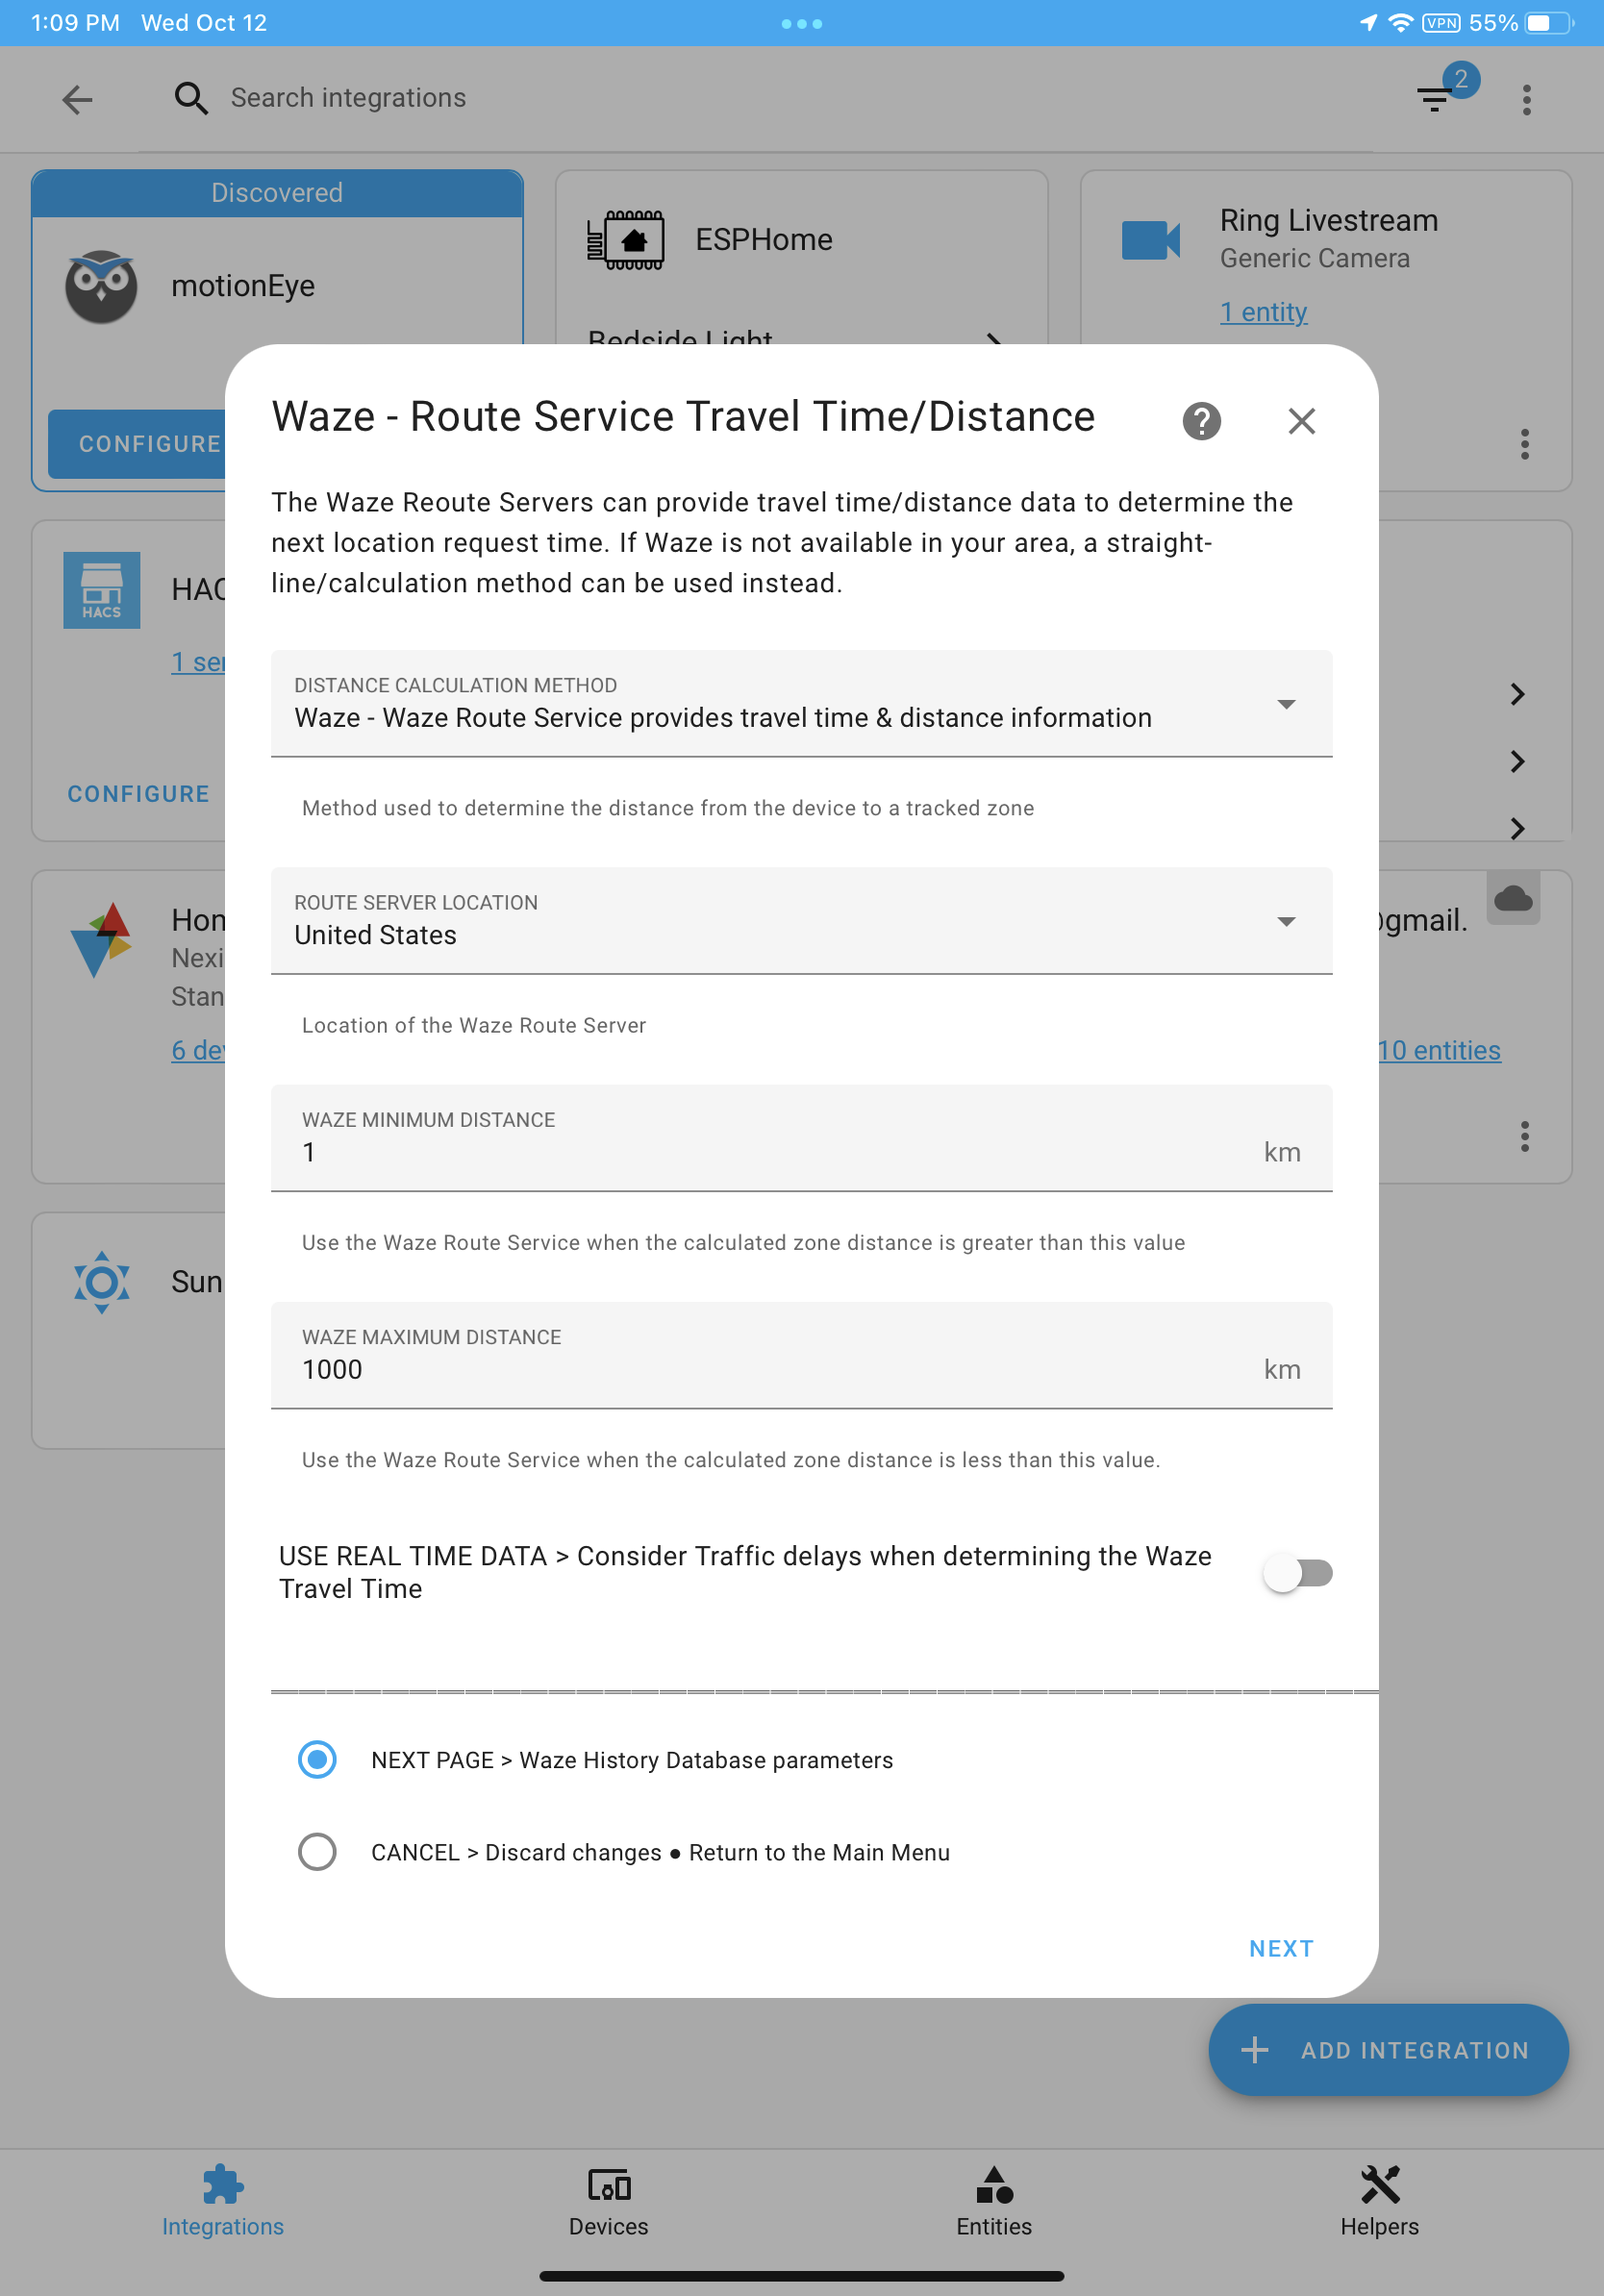 1:09 PM Wed Oct 12
VPN 55%
Search integrations
2
Discovered
motionEye
CONFIGURE
ESPHome
Bedside Light
Ring Livestream
Generic Camera
1 entity
Waze - Route Service Travel Time/Distance
The Waze Reoute Servers can provide travel time/distance data to determine the
next location request time. If Waze is not available in your area, a straight-
line/calculation method can be used instead.
DISTANCE CALCULATION METHOD
Waze - Waze Route Service provides travel time & distance information
Method used to determine the distance from the device to a tracked zone
ROUTE SERVER LOCATION
United States
Location of the Waze Route Server
WAZE MINIMUM DISTANCE
1 km
Use the Waze Route Service when the calculated zone distance is greater than this value
WAZE MAXIMUM DISTANCE
1000 km
Use the Waze Route Service when the calculated zone distance is less than this value.
USE REAL TIME DATA > Consider Traffic delays when determining the Waze
Travel Time
NEXT PAGE > Waze History Database parameters
CANCEL > Discard changes ● Return to the Main Menu
NEXT
HACS
1
CONFIGURE
6
@gmail.
10 entities
Sun
ADD INTEGRATION
Integrations
Devices
Entities
Helpers